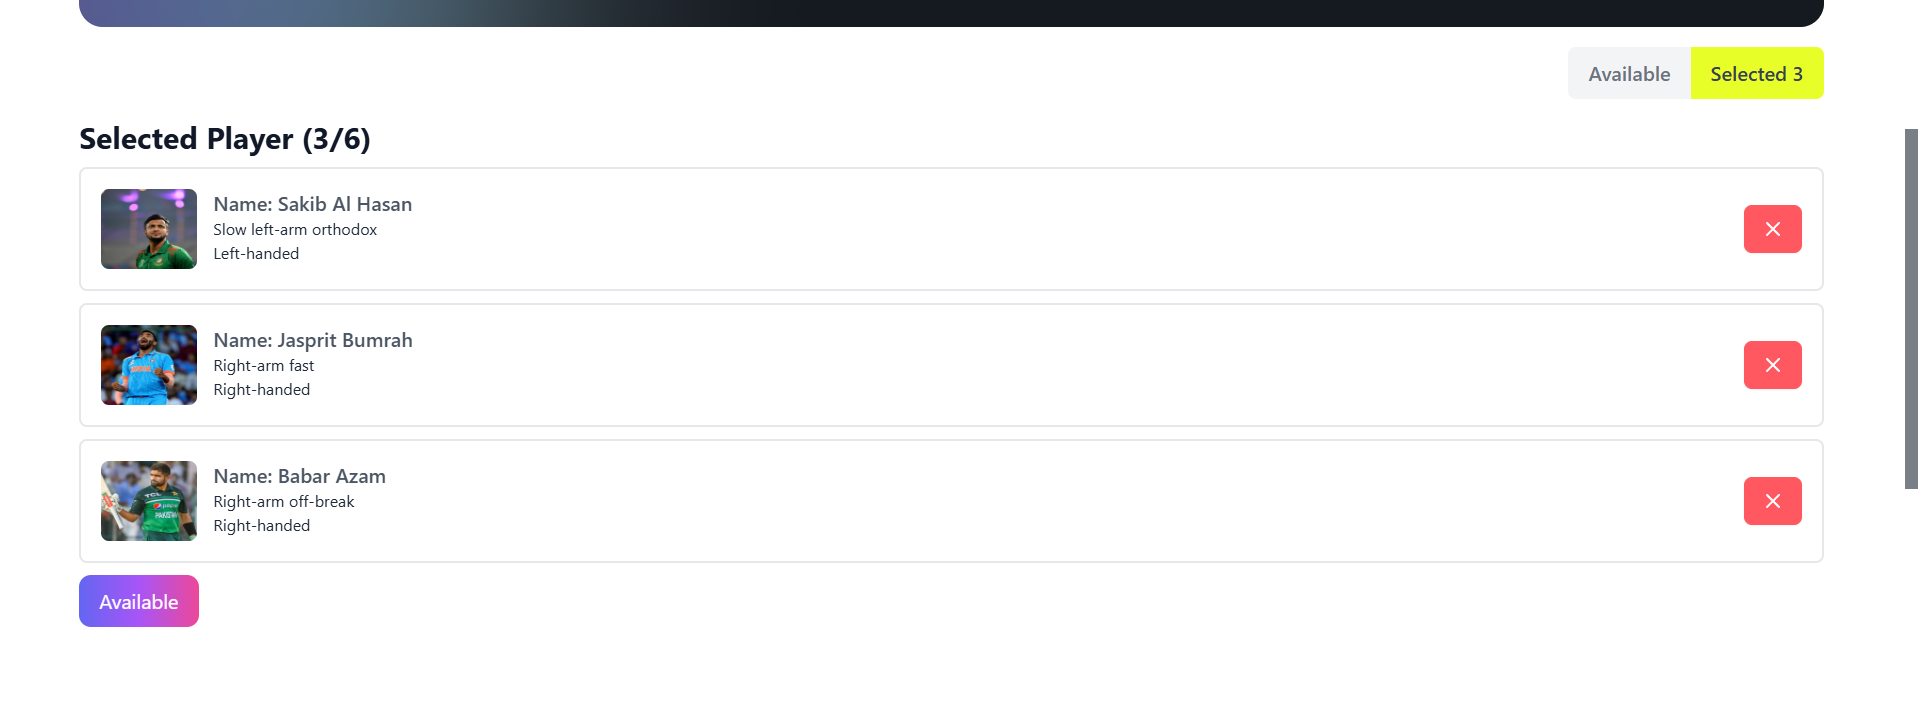 Available Selected 3
Selected Player (3/6)
Name: Sakib Al Hasan
Slow left-arm orthodox
Left-handed
Name: Jasprit Bumrah
Right-arm fast
Right-handed
Name: Babar Azam
Right-arm off-break
Right-handed
Available